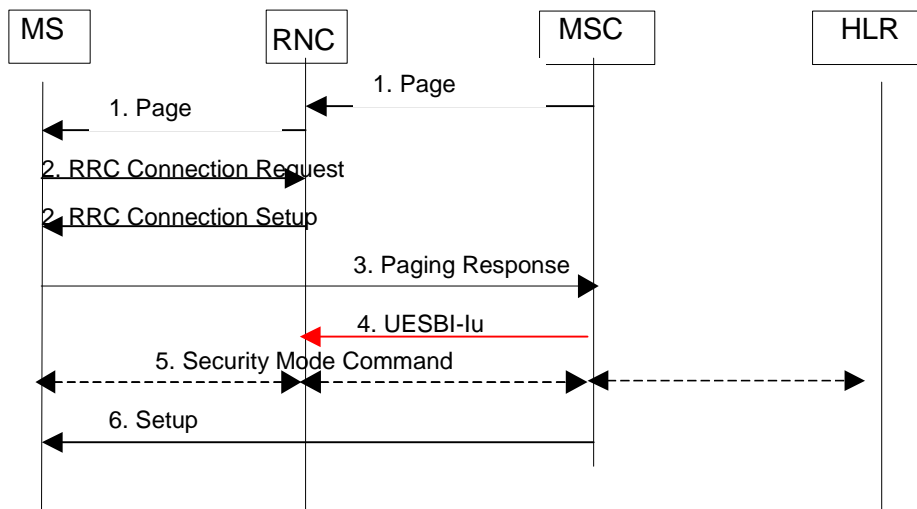 MS
RNC
MSC
HLR
1. Page
1. Page
2. RRC Connection Request
2. RRC Connection Setup
3. Paging Response
4. UESBI-Iu
5. Security Mode Command
6. Setup